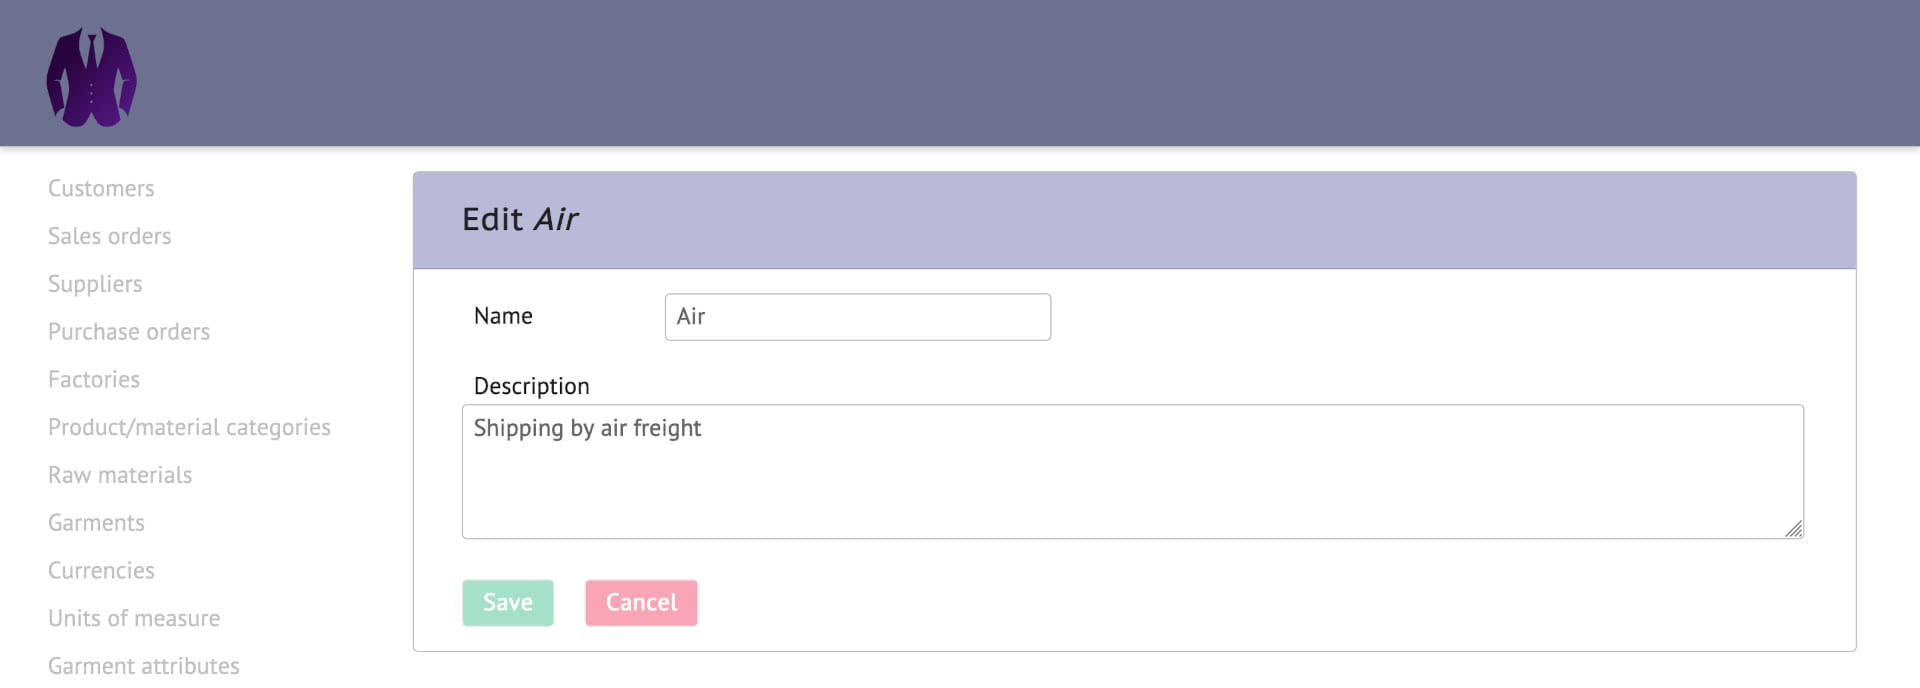 Customers
Sales orders
Suppliers
Purchase orders
Factories
Product/material categories
Raw materials
Garments
Currencies
Units of measure
Garment attributes
Edit Air
Name Air
Description
Shipping by air freight
Save Cancel